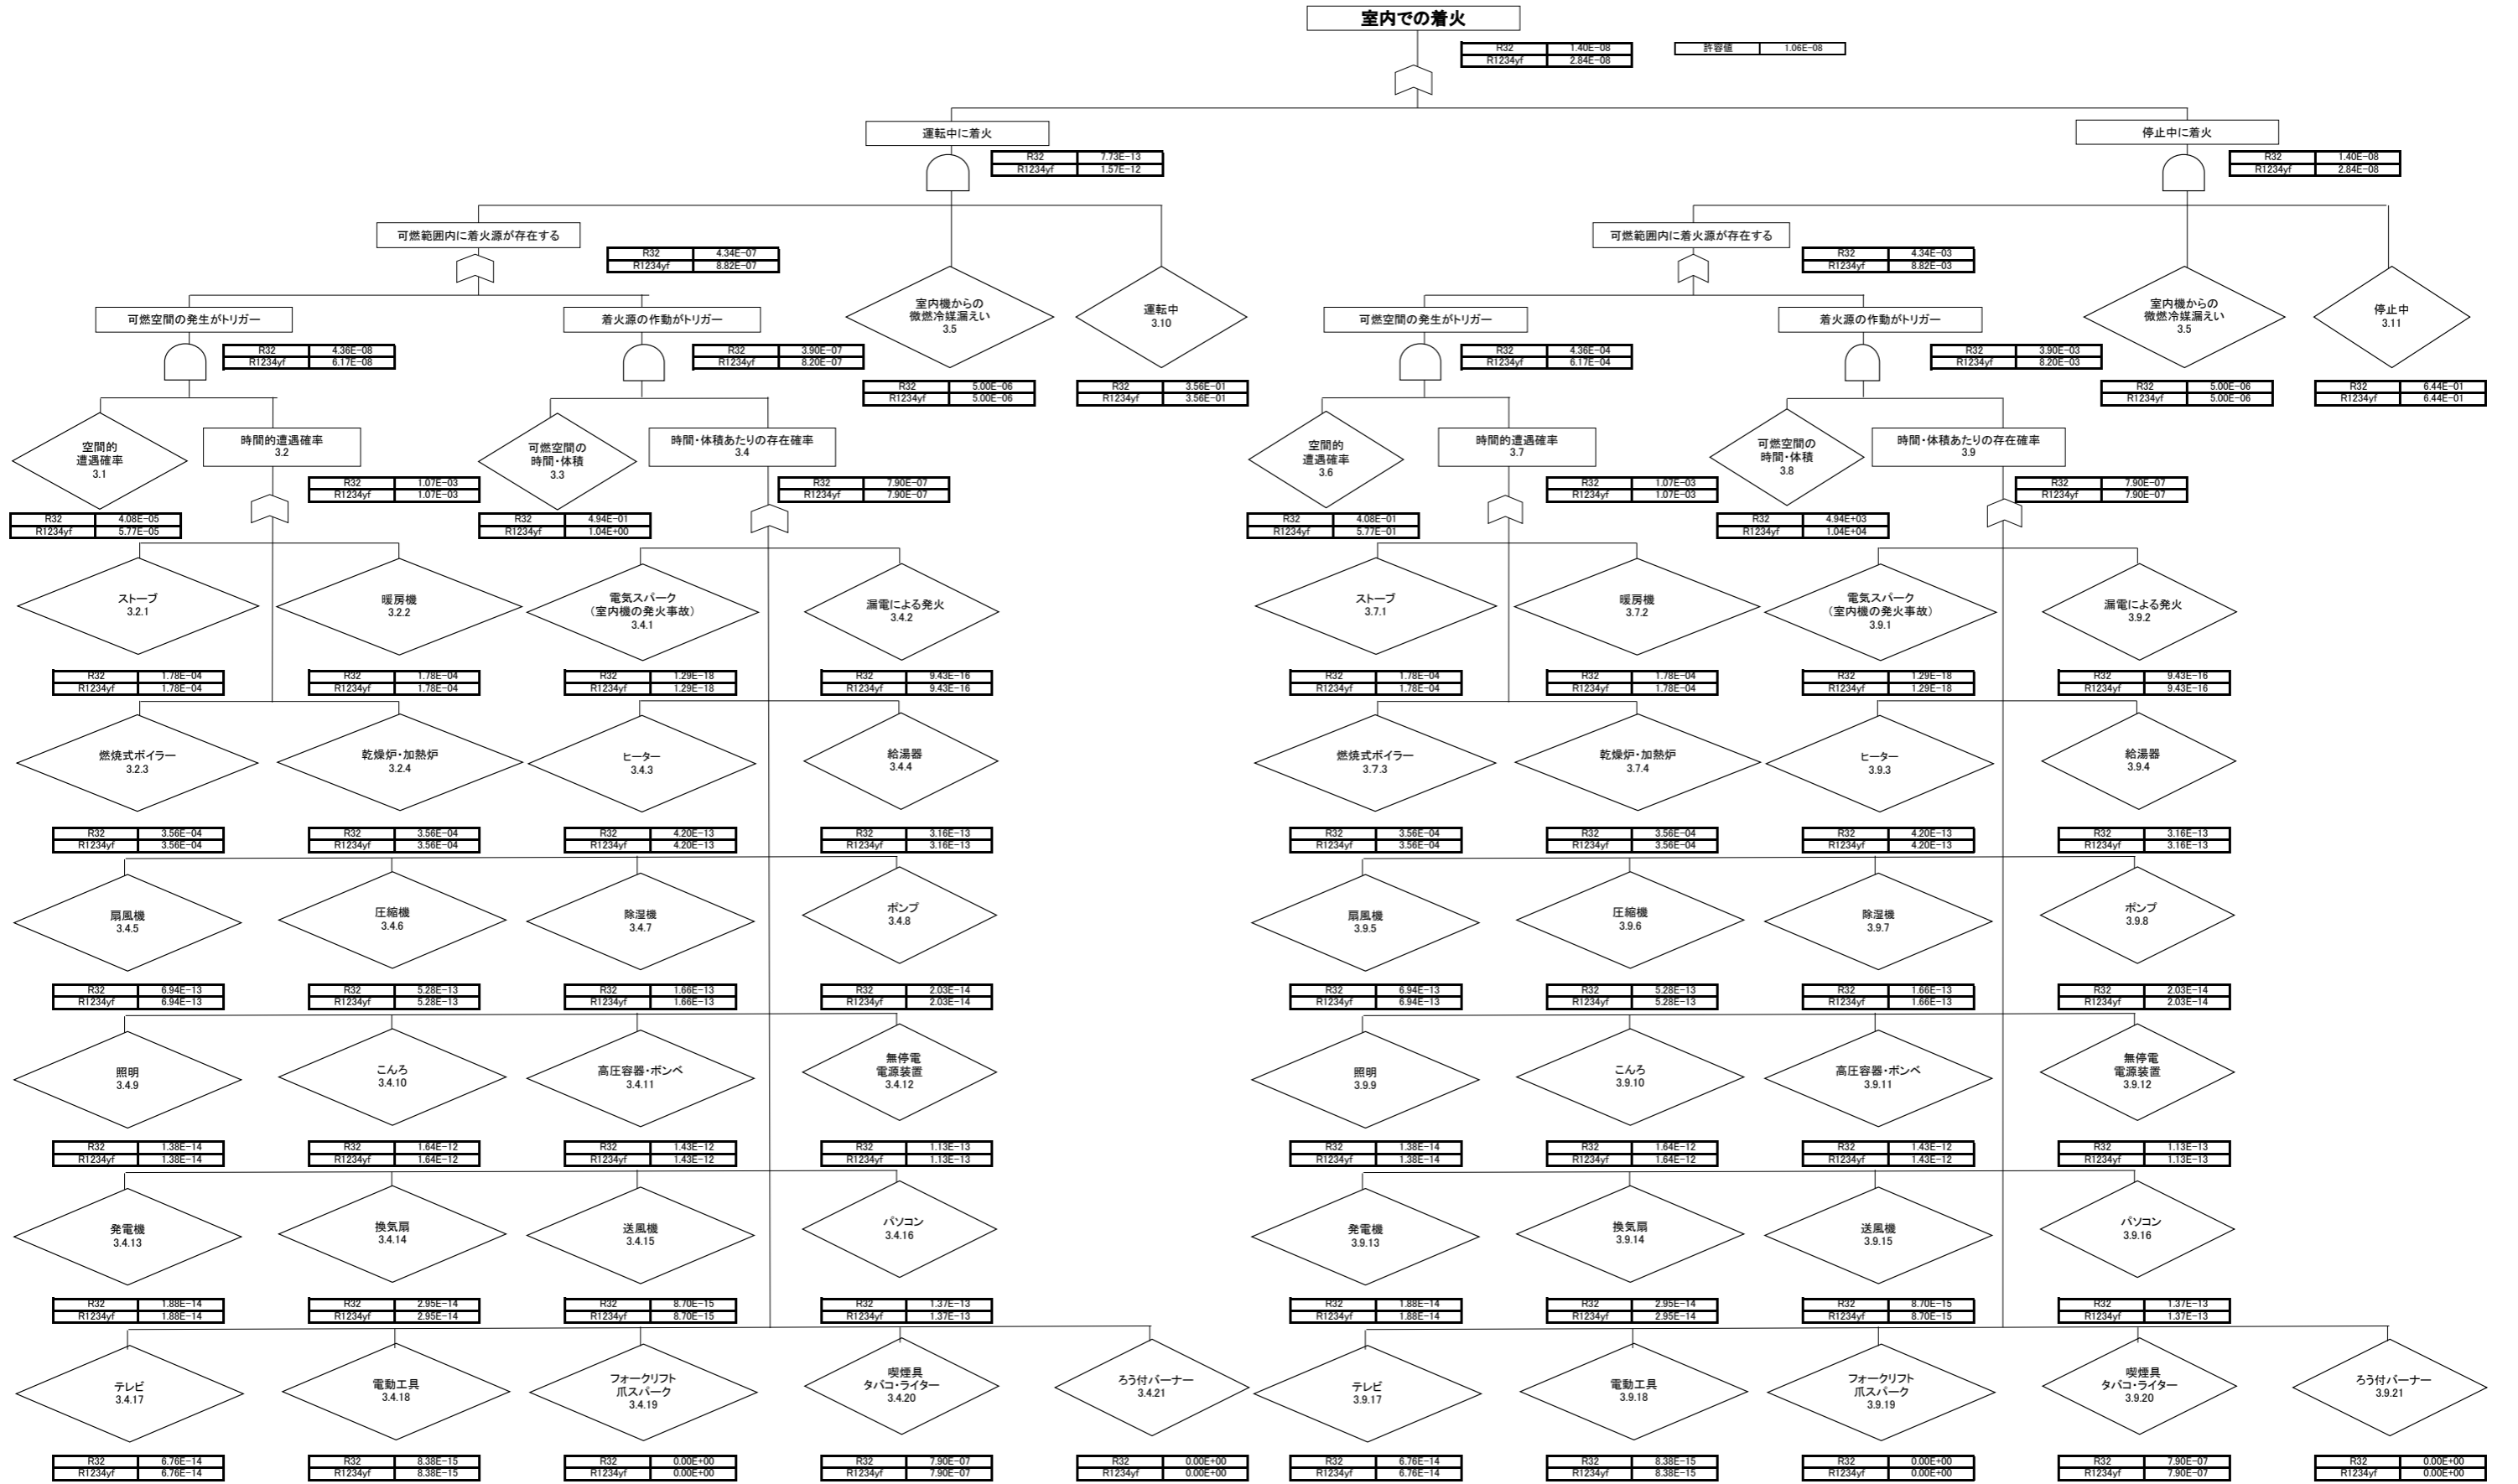 室内での着火
R32 1.40E-08
R1234yf 2.84E-08
許容値 1.06E-08
運転中に着火
R32 7.73E-13
R1234yf 1.57E-12
停止中に着火
R32 1.40E-08
R1234yf 2.84E-08
可燃範囲内に着火源が存在する
R32 4.34E-07
R1234yf 8.82E-07
室内機からの
微燃冷媒漏えい
3.5
R32 5.00E-06
R1234yf 5.00E-06
運転中
3.10
R32 3.56E-01
R1234yf 3.56E-01
可燃範囲内に着火源が存在する
R32 4.34E-03
R1234yf 8.82E-03
室内機からの
微燃冷媒漏えい
3.5
R32 5.00E-06
R1234yf 5.00E-06
停止中
3.11
R32 6.44E-01
R1234yf 6.44E-01
可燃空間の発生がトリガー
R32 4.36E-08
R1234yf 6.17E-08
着火源の作動がトリガー
R32 3.90E-07
R1234yf 8.20E-07
可燃空間の発生がトリガー
R32 4.36E-04
R1234yf 6.17E-04
着火源の作動がトリガー
R32 3.90E-03
R1234yf 8.20E-03
空間的
遭遇確率
3.1
R32 4.08E-05
R1234yf 5.77E-05
時間的遭遇確率
3.2
R32 1.07E-03
R1234yf 1.07E-03
可燃空間の
時間・体積
3.3
R32 4.94E-01
R1234yf 1.04E+00
時間・体積あたりの存在確率
3.4
R32 7.90E-07
R1234yf 7.90E-07
空間的
遭遇確率
3.6
R32 4.08E-01
R1234yf 5.77E-01
時間的遭遇確率
3.7
R32 1.07E-03
R1234yf 1.07E-03
可燃空間の
時間・体積
3.8
R32 4.94E+03
R1234yf 1.04E+04
時間・体積あたりの存在確率
3.9
R32 7.90E-07
R1234yf 7.90E-07
ストーブ
3.2.1
R32 1.78E-04
R1234yf 1.78E-04
暖房機
3.2.2
R32 1.78E-04
R1234yf 1.78E-04
電気スパーク
(室内機の発火事故)
3.4.1
R32 1.29E-18
R1234yf 1.29E-18
漏電による発火
3.4.2
R32 9.43E-16
R1234yf 9.43E-16
ストーブ
3.7.1
R32 1.78E-04
R1234yf 1.78E-04
暖房機
3.7.2
R32 1.78E-04
R1234yf 1.78E-04
電気スパーク
(室内機の発火事故)
3.9.1
R32 1.29E-18
R1234yf 1.29E-18
漏電による発火
3.9.2
R32 9.43E-16
R1234yf 9.43E-16
燃焼式ボイラー
3.2.3
R32 3.56E-04
R1234yf 3.56E-04
乾燥炉・加熱炉
3.2.4
R32 3.56E-04
R1234yf 3.56E-04
ヒーター
3.4.3
R32 4.20E-13
R1234yf 4.20E-13
給湯器
3.4.4
R32 3.16E-13
R1234yf 3.16E-13
燃焼式ボイラー
3.7.3
R32 3.56E-04
R1234yf 3.56E-04
乾燥炉・加熱炉
3.7.4
R32 3.56E-04
R1234yf 3.56E-04
ヒーター
3.9.3
R32 4.20E-13
R1234yf 4.20E-13
給湯器
3.9.4
R32 3.16E-13
R1234yf 3.16E-13
扇風機
3.4.5
R32 6.94E-13
R1234yf 6.94E-13
圧縮機
3.4.6
R32 5.28E-13
R1234yf 5.28E-13
除湿機
3.4.7
R32 1.66E-13
R1234yf 1.66E-13
ポンプ
3.4.8
R32 2.03E-14
R1234yf 2.03E-14
扇風機
3.9.5
R32 6.94E-13
R1234yf 6.94E-13
圧縮機
3.9.6
R32 5.28E-13
R1234yf 5.28E-13
除湿機
3.9.7
R32 1.66E-13
R1234yf 1.66E-13
ポンプ
3.9.8
R32 2.03E-14
R1234yf 2.03E-14
照明
3.4.9
R32 1.38E-14
R1234yf 1.38E-14
こんろ
3.4.10
R32 1.64E-12
R1234yf 1.64E-12
高圧容器・ボンベ
3.4.11
R32 1.43E-12
R1234yf 1.43E-12
無停電
電源装置
3.4.12
R32 1.13E-13
R1234yf 1.13E-13
照明
3.9.9
R32 1.38E-14
R1234yf 1.38E-14
こんろ
3.9.10
R32 1.64E-12
R1234yf 1.64E-12
高圧容器・ボンベ
3.9.11
R32 1.43E-12
R1234yf 1.43E-12
無停電
電源装置
3.9.12
R32 1.13E-13
R1234yf 1.13E-13
発電機
3.4.13
R32 1.88E-14
R1234yf 1.88E-14
換気扇
3.4.14
R32 2.95E-14
R1234yf 2.95E-14
送風機
3.4.15
R32 8.70E-15
R1234yf 8.70E-15
パソコン
3.4.16
R32 1.37E-13
R1234yf 1.37E-13
発電機
3.9.13
R32 1.88E-14
R1234yf 1.88E-14
換気扇
3.9.14
R32 2.95E-14
R1234yf 2.95E-14
送風機
3.9.15
R32 8.70E-15
R1234yf 8.70E-15
パソコン
3.9.16
R32 1.37E-13
R1234yf 1.37E-13
テレビ
3.4.17
R32 6.76E-14
R1234yf 6.76E-14
電動工具
3.4.18
R32 8.38E-15
R1234yf 8.38E-15
フォークリフト
爪スパーク
3.4.19
R32 0.00E+00
R1234yf 0.00E+00
喫煙具
タバコ・ライター
3.4.20
R32 7.90E-07
R1234yf 7.90E-07
ろう付バーナー
3.4.21
R32 0.00E+00
R1234yf 0.00E+00
テレビ
3.9.17
R32 6.76E-14
R1234yf 6.76E-14
電動工具
3.9.18
R32 8.38E-15
R1234yf 8.38E-15
フォークリフト
爪スパーク
3.9.19
R32 0.00E+00
R1234yf 0.00E+00
喫煙具
タバコ・ライター
3.9.20
R32 7.90E-07
R1234yf 7.90E-07
ろう付バーナー
3.9.21
R32 0.00E+00
R1234yf 0.00E+00